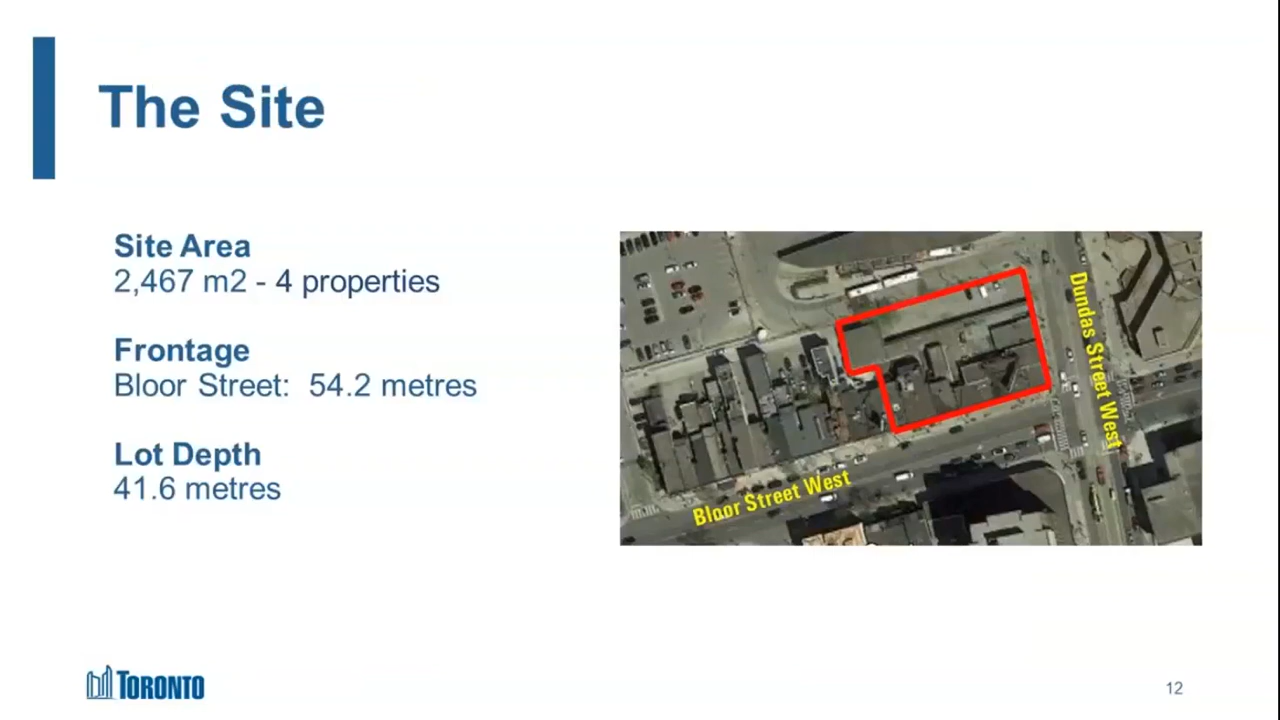 The Site
Site Area
2,467 m2 - 4 properties
Frontage
Bloor Street:  54.2 metres
Lot Depth
41.6 metres
Dundas Street West
Bloor Street West
TORONTO
12